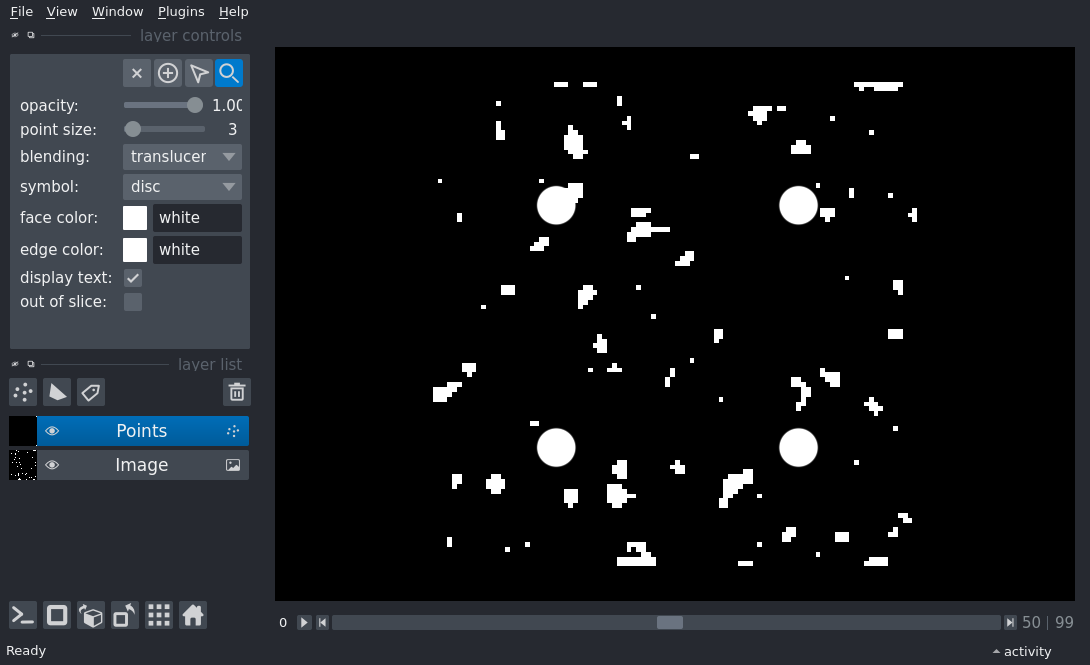 File View Window Plugins Help
layer controls
opacity: 1.00
point size: 3
blending: translucer
symbol: disc
face color: white
edge color: white
display text:
out of slice:
layer list
Points
Image
0 50 | 99
Ready activity